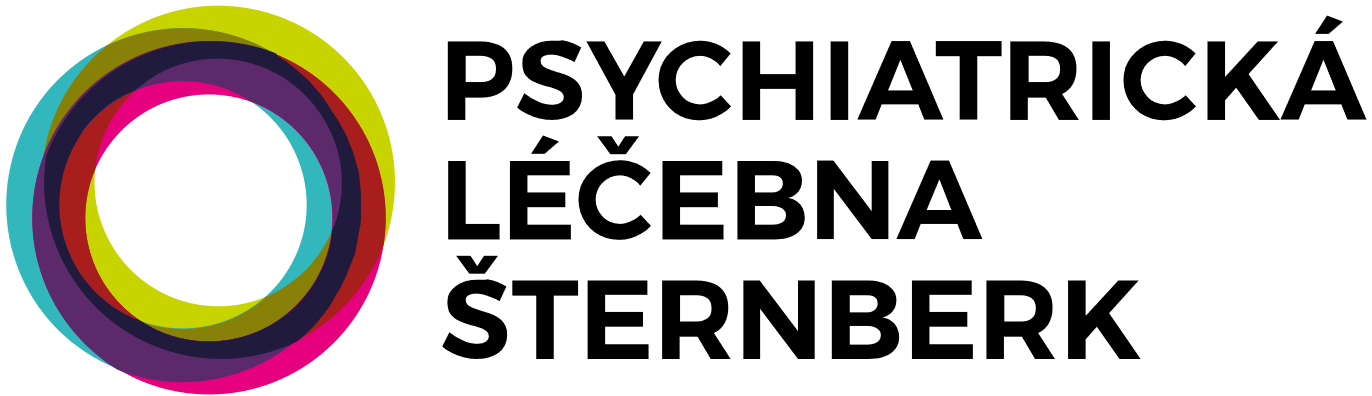 PSYCHIATRICKÁ
LÉČEBNA
ŠTERNBERK